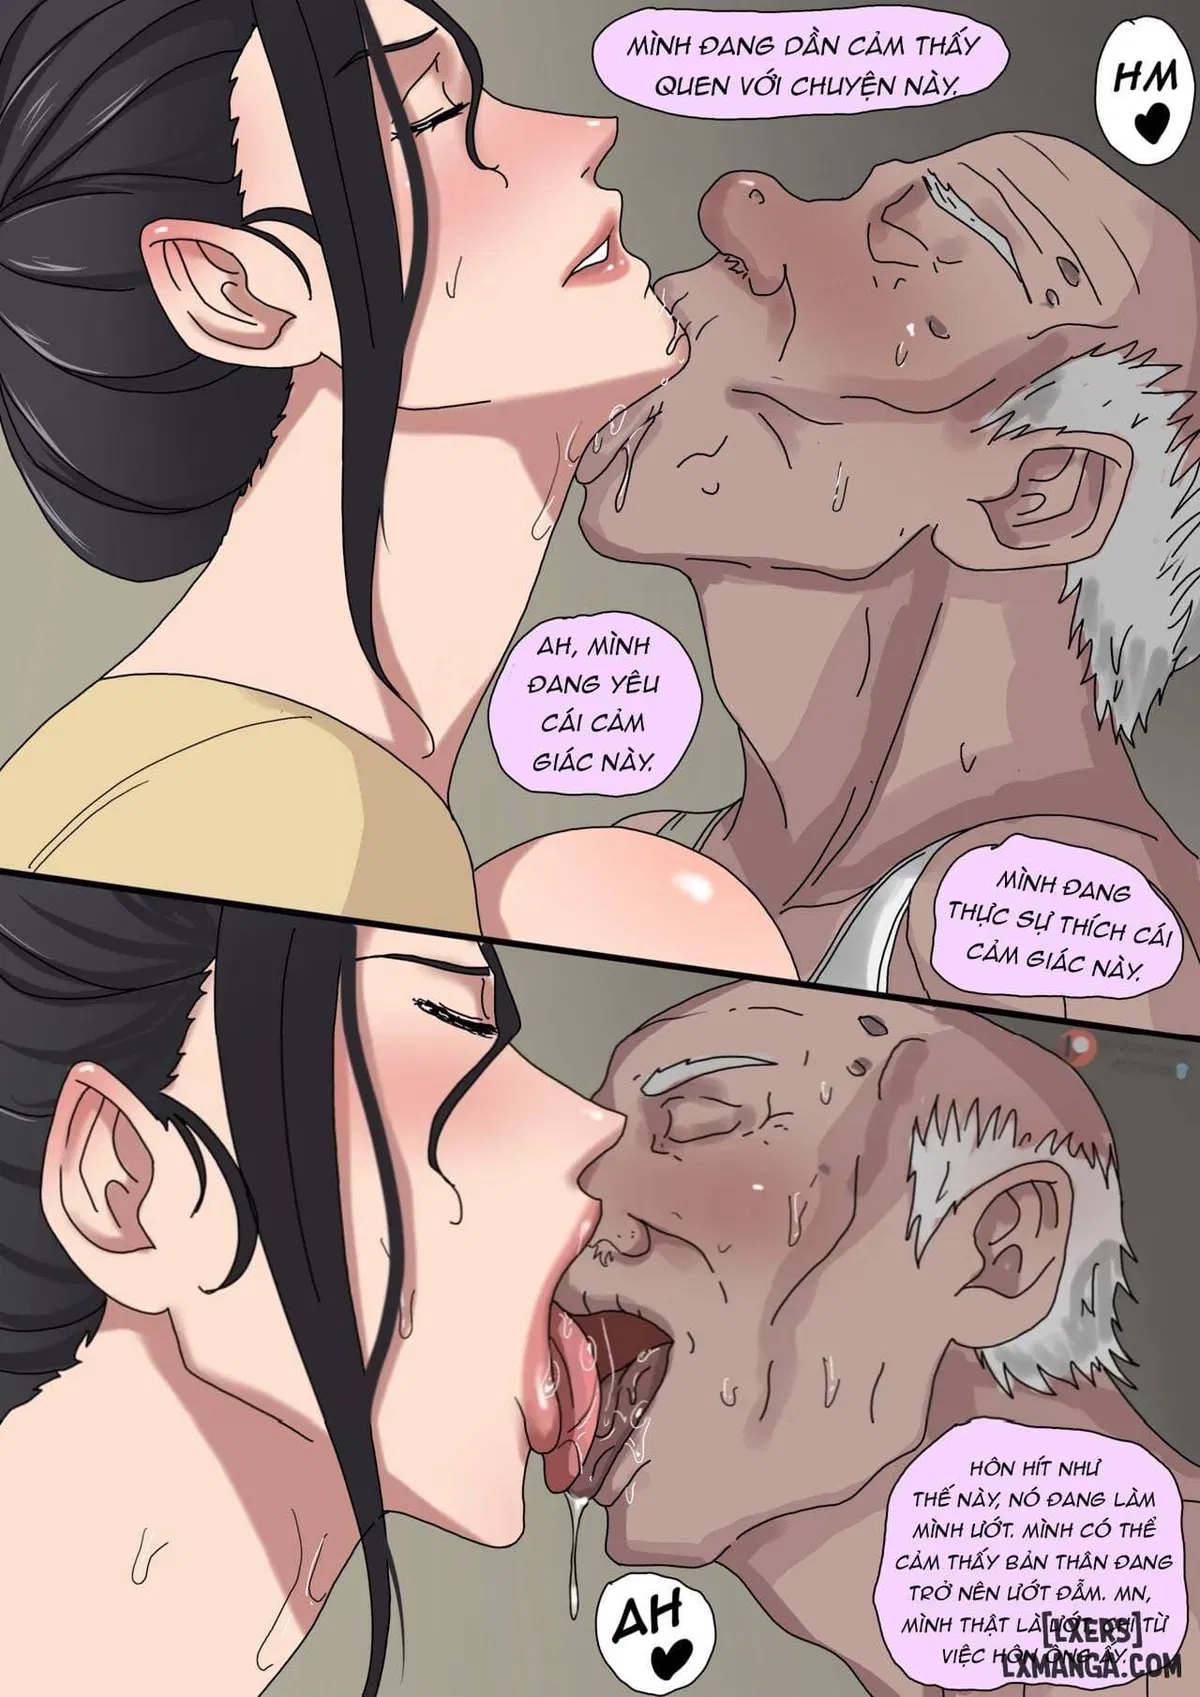 MÌNH ĐANG DẦN CẢM THẤY
QUEN VỚI CHUYỆN NÀY.
HM
AH, MÌNH
ĐANG YÊU
CÁI CẢM
GIÁC NÀY.
MÌNH ĐANG
THỰC SỰ THÍCH CÁI
CẢM GIÁC NÀY.
HÔN HÍT NHƯ
THẾ NÀY, NÓ ĐANG LÀM
MÌNH ƯỚT. MÌNH CÓ THỂ
CẢM THẤY BẢN THÂN ĐANG
TRỞ NÊN ƯỚT ĐẪM. MN,
MÌNH THẬT LÀ ƯỚT, CHỈ TỪ
VIỆC HÔN ÔNG ẤY.
AH
[LXERS]
LXMANGA.COM